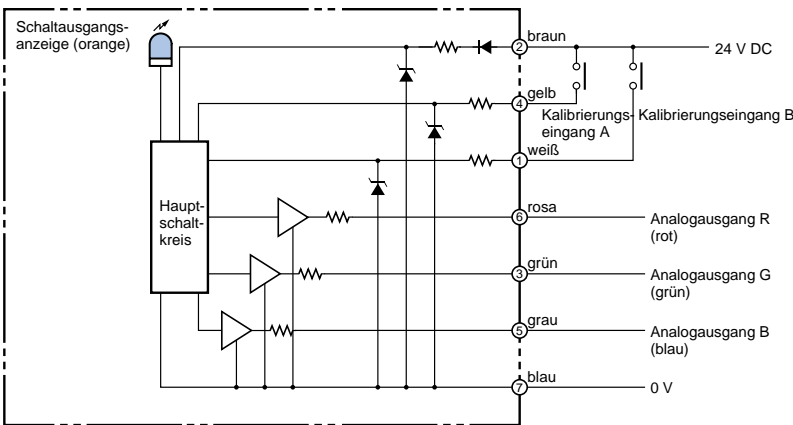 Schaltausgangs-
anzeige (orange)
braun
2
24 V DC
gelb
4
Kalibrierungs-
eingang A
Kalibrierungseingang B
weiß
1
Haupt-
schalt-
kreis
rosa
6
Analogausgang R
(rot)
grün
3
Analogausgang G
(grün)
grau
5
Analogausgang B
(blau)
blau
7
0 V